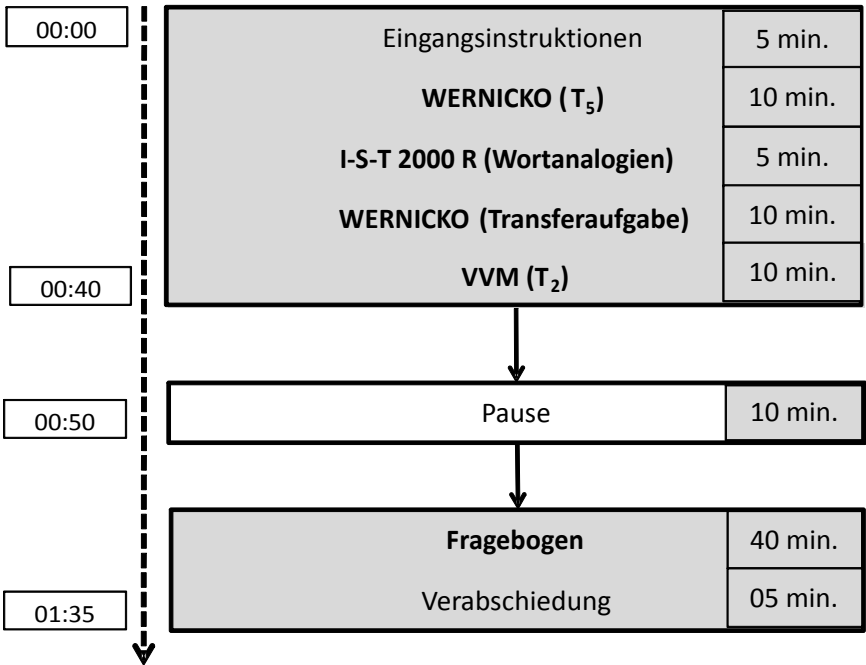 00:00
Eingangsinstruktionen 5 min.
WERNICKO (T₅) 10 min.
I-S-T 2000 R (Wortanalogien) 5 min.
WERNICKO (Transferaufgabe) 10 min.
VVM (T₂) 10 min.
00:40
Pause 10 min.
00:50
Fragebogen 40 min.
Verabschiedung 05 min.
01:35